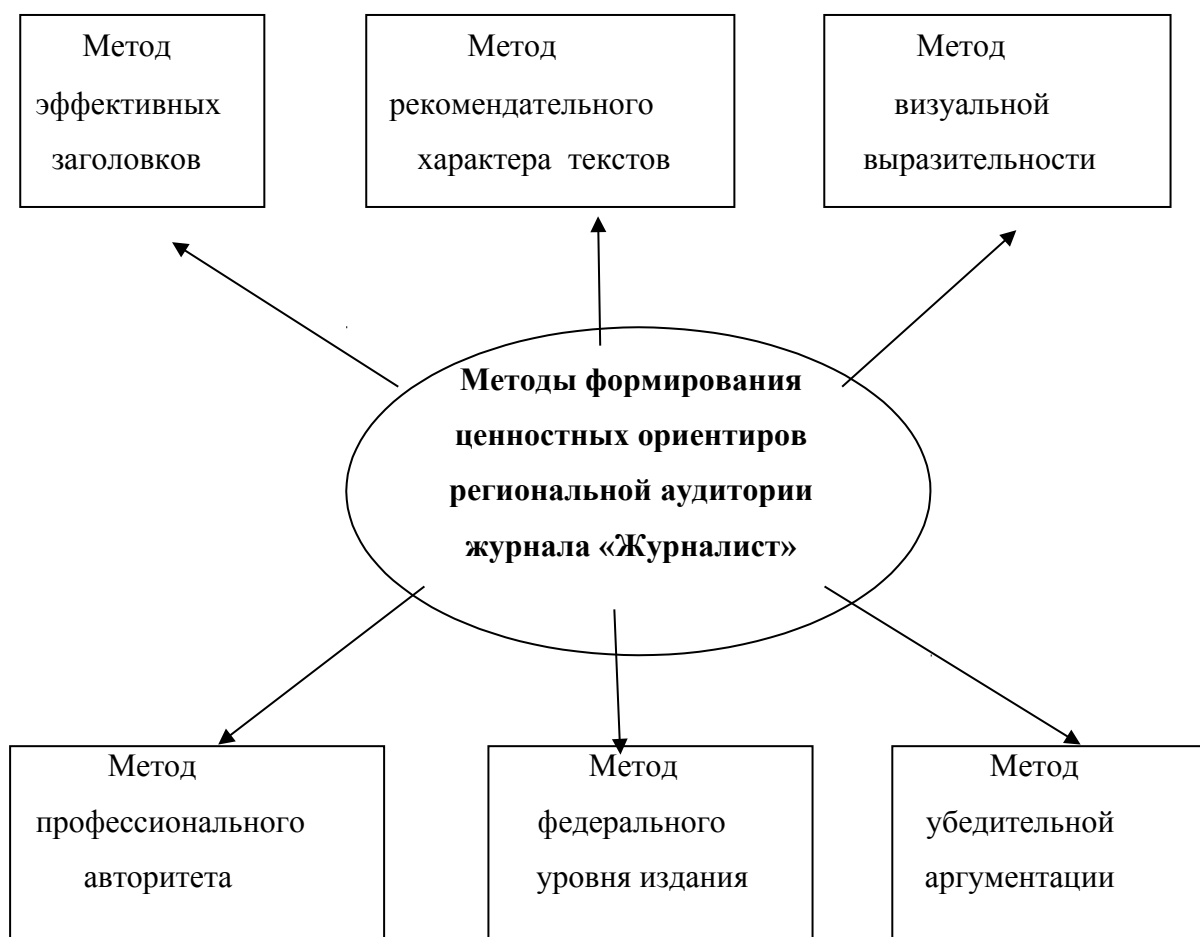 Метод
эффективных
заголовков
Метод
рекомендательного
характера текстов
Метод
визуальной
выразительности
Методы формирования
ценностных ориентиров
региональной аудитории
журнала «Журналист»
Метод
профессионального
авторитета
Метод
федерального
уровня издания
Метод
убедительной
аргументации